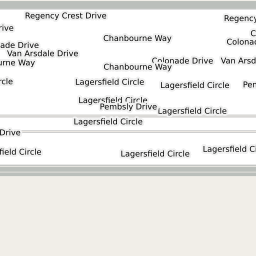 Regency Crest Drive
Regency
rive
Chanbourne Way
C
ade Drive
Colona
Van Arsdale Drive
urne Way
Colonade Drive
Van Arsd
Chanbourne Way
rcle
Lagersfield Circle
Lagersfield Circle
Pem
Lagersfield Circle
Pembsly Drive
Lagersfield Circle
Lagersfield Circle
Drive
field Circle
Lagersfield Circle
Lagersfield Ci